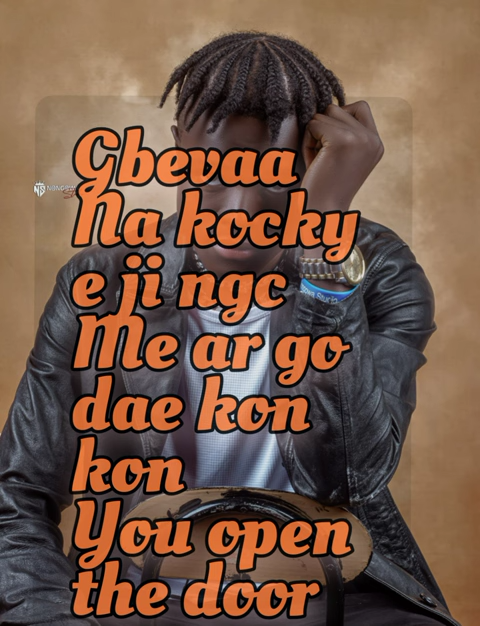 Gbevaa
Na kocky
e ji ngc
Me ar go
dae kon
kon
You open
the door